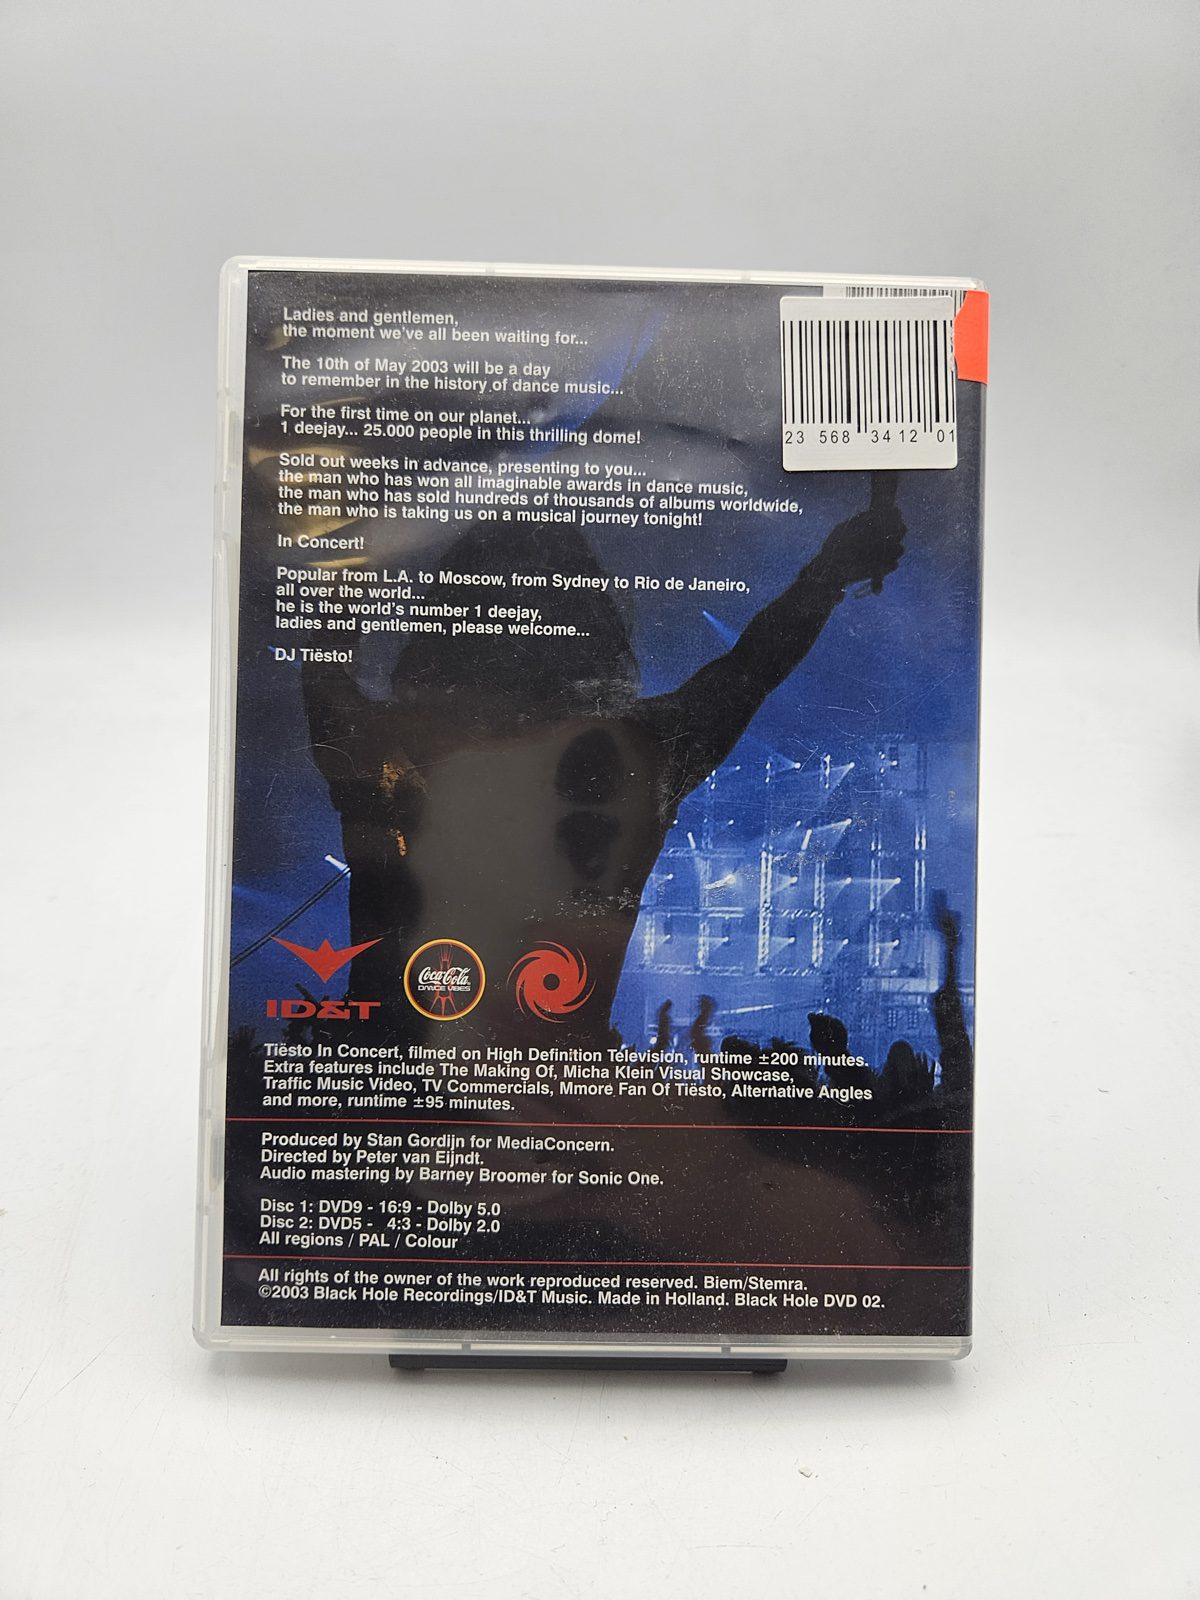 Ladies and gentlemen,
the moment we've all been waiting for...
The 10th of May 2003 will be a day
to remember in the history of dance music...
For the first time on our planet...
1 deejay... 25.000 people in this thrilling dome!
Sold out weeks in advance, presenting to you...
the man who has won all imaginable awards in dance music,
the man who has sold hundreds of thousands of albums worldwide,
the man who is taking us on a musical journey tonight!
In Concert!
Popular from L.A. to Moscow, from Sydney to Rio de Janeiro,
all over the world...
he is the world's number 1 deejay,
ladies and gentlemen, please welcome...
DJ Tiësto!
23 568 3412 01
ID&T
Coca-Cola
DANCE VIBES
Tiësto In Concert, filmed on High Definition Television, runtime ±200 minutes.
Extra features include The Making Of, Micha Klein Visual Showcase,
Traffic Music Video, TV Commercials, Mmore Fan Of Tiësto, Alternative Angles
and more, runtime ±95 minutes.
Produced by Stan Gordijn for MediaConcern.
Directed by Peter van Eijndt.
Audio mastering by Barney Broomer for Sonic One.
Disc 1: DVD9 - 16:9 - Dolby 5.0
Disc 2: DVD5 - 4:3 - Dolby 2.0
All regions / PAL / Colour
All rights of the owner of the work reproduced reserved. Biem/Stemra.
©2003 Black Hole Recordings/ID&T Music. Made in Holland. Black Hole DVD 02.